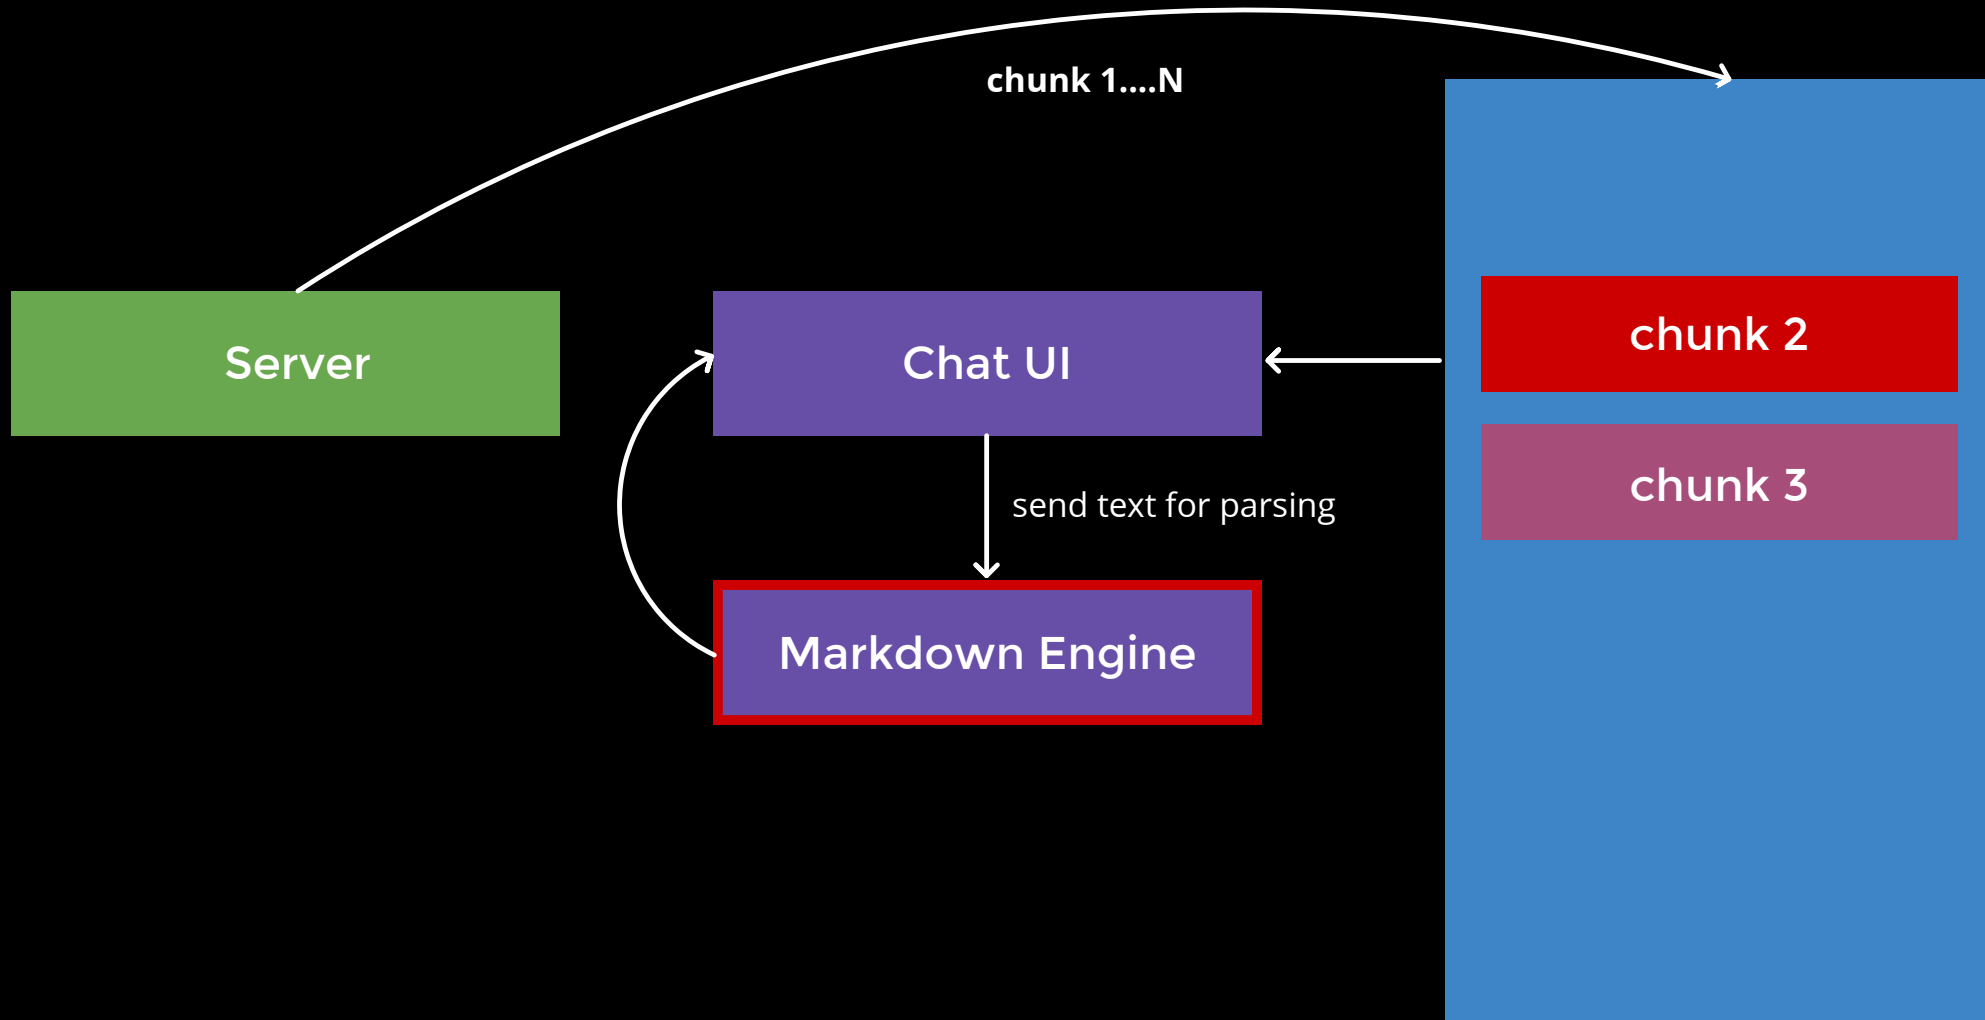 chunk 1....N
Server
Chat UI
chunk 2
chunk 3
send text for parsing
Markdown Engine